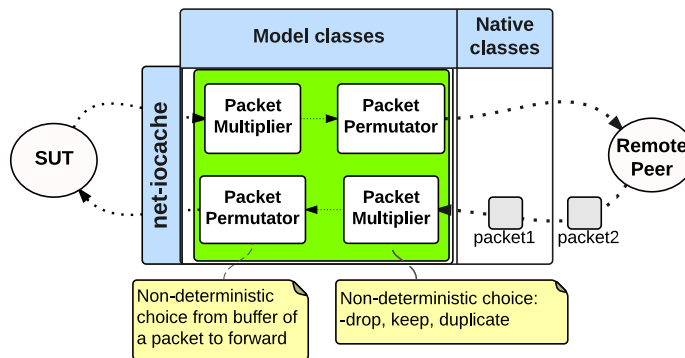 Model classes
Native
classes
net-iocache
SUT
Packet
Multiplier
Packet
Permutator
Remote
Peer
Packet
Permutator
Packet
Multiplier
packet1
packet2
Non-deterministic
choice from buffer of
a packet to forward
Non-deterministic choice:
-drop, keep, duplicate